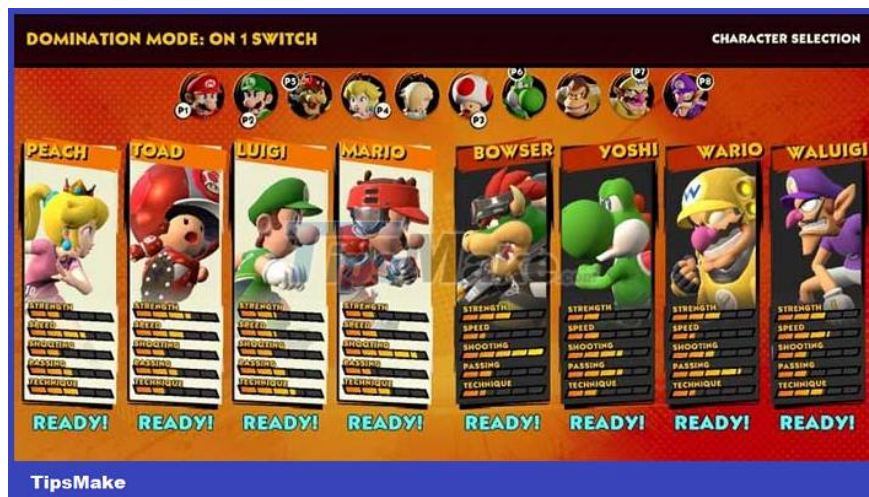 DOMINATION MODE: ON 1 SWITCH
CHARACTER SELECTION
P1 P2 P5 P4 P3 P6 P7 P8
PEACH TOAD LUIGI MARIO BOWSER YOSHI WARIO WALUIGI
TipsMake.com
STRENGTH STRENGTH STRENGTH STRENGTH STRENGTH STRENGTH STRENGTH STRENGTH
SPEED SPEED SPEED SPEED SPEED SPEED SPEED SPEED
SHOOTING SHOOTING SHOOTING SHOOTING SHOOTING SHOOTING SHOOTING SHOOTING
PASSING PASSING PASSING PASSING PASSING PASSING PASSING PASSING
TECHNIQUE TECHNIQUE TECHNIQUE TECHNIQUE TECHNIQUE TECHNIQUE TECHNIQUE TECHNIQUE
READY! READY! READY! READY! READY! READY! READY! READY!
TipsMake